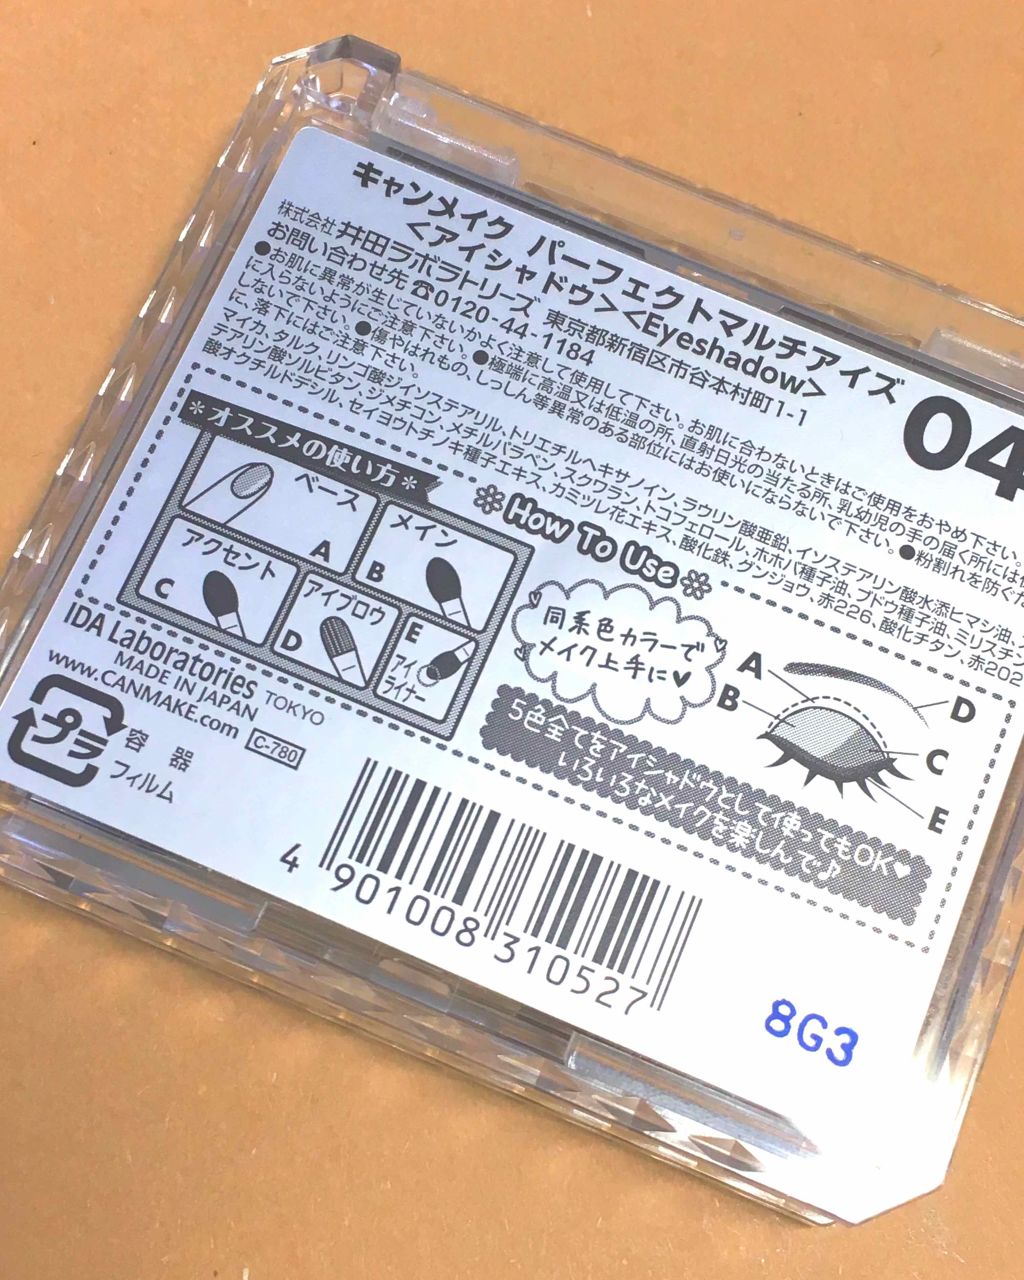 キャンメイク パーフェクトマルチアイズ
<アイシャドウ><Eyeshadow>
04
株式会社 井田ラボラトリーズ 東京都新宿区市谷本村町1-1
お問い合わせ先☎0120-44-1184
●お肌に異常が生じていないかよく注意して使用して下さい。お肌に合わないときはご使用をおやめ下さい。
に入らないようにご注意下さい。●極端に高温又は低温の所、直射日光の当たる所、乳幼児の手の届く所には
しないで下さい。●傷やはれもの、しっしん等異常のある部位にはお使いにならないで下さい。●粉割れを防ぐ
に、落下にはご注意下さい。
マイカ、タルク、リンゴ酸ジイソステアリル、トリエチルヘキサノイン、ラウリン酸亜鉛、イソステアリン酸水添ヒマシ油、
テアリン酸ソルビタン、ジメチコン、メチルパラベン、スクワラン、トコフェロール、ホホバ種子油、ブドウ種子油、ミリスチン
酸オクチルドデシル、セイヨウトチノキ種子エキス、カミツレ花エキス、酸化鉄、グンジョウ、赤226、酸化チタン、赤202
*オススメの使い方*
ベース
A
メイン
B
アクセント
C
アイブロウ
D
E
アイ
ライナー
How To Use
同系色カラーで
メイク上手に♥
A
B
D
C
E
5色全てをアイシャドウとして使ってもOK♥
いろいろなメイクを楽しんで♪
IDA Laboratories TOKYO
MADE IN JAPAN
www.CANMAKE.com C-780
プラ
容器
フィルム
4 901008 310527
8G3